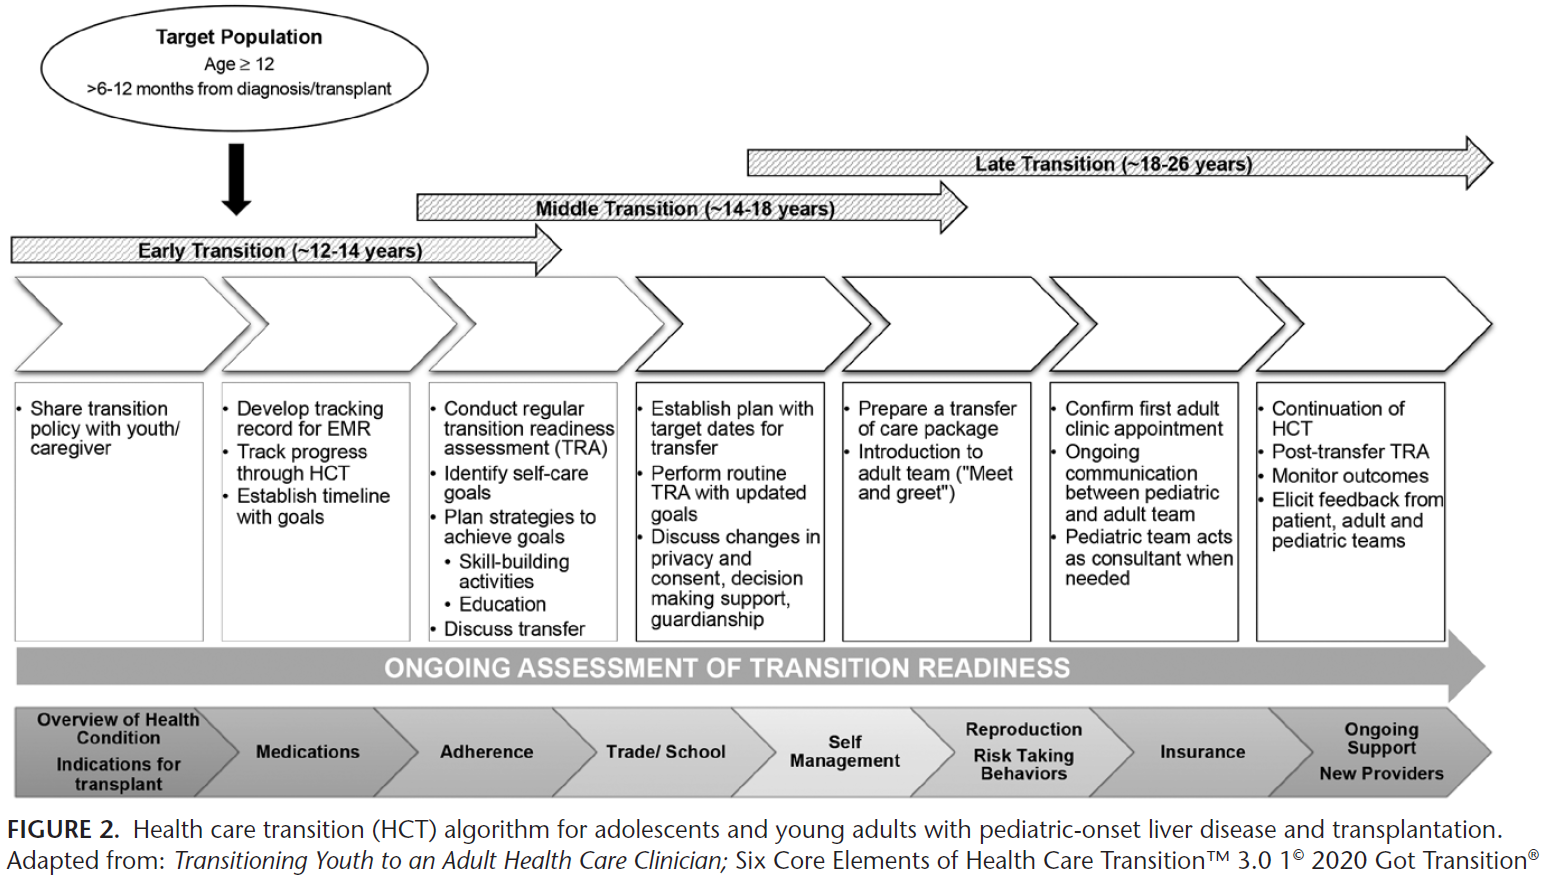 Target Population
Age ≥ 12
>6-12 months from diagnosis/transplant
Late Transition (~18-26 years)
Middle Transition (~14-18 years)
Early Transition (~12-14 years)
• Share transition
policy with youth/
caregiver
• Develop tracking
record for EMR
• Track progress
through HCT
• Establish timeline
with goals
• Conduct regular
transition readiness
assessment (TRA)
• Identify self-care
goals
• Plan strategies to
achieve goals
• Skill-building
activities
• Education
• Discuss transfer
• Establish plan with
target dates for
transfer
• Perform routine
TRA with updated
goals
• Discuss changes in
privacy and
consent, decision
making support,
guardianship
• Prepare a transfer
of care package
• Introduction to
adult team ("Meet
and greet")
• Confirm first adult
clinic appointment
• Ongoing
communication
between pediatric
and adult team
• Pediatric team acts
as consultant when
needed
• Continuation of
HCT
• Post-transfer TRA
• Monitor outcomes
• Elicit feedback from
patient, adult and
pediatric teams
ONGOING ASSESSMENT OF TRANSITION READINESS
Overview of Health
Condition
Indications for
transplant
Medications
Adherence
Trade/ School
Self
Management
Reproduction
Risk Taking
Behaviors
Insurance
Ongoing
Support
New Providers
FIGURE 2. Health care transition (HCT) algorithm for adolescents and young adults with pediatric-onset liver disease and transplantation.
Adapted from: Transitioning Youth to an Adult Health Care Clinician; Six Core Elements of Health Care Transition™ 3.0 1© 2020 Got Transition®